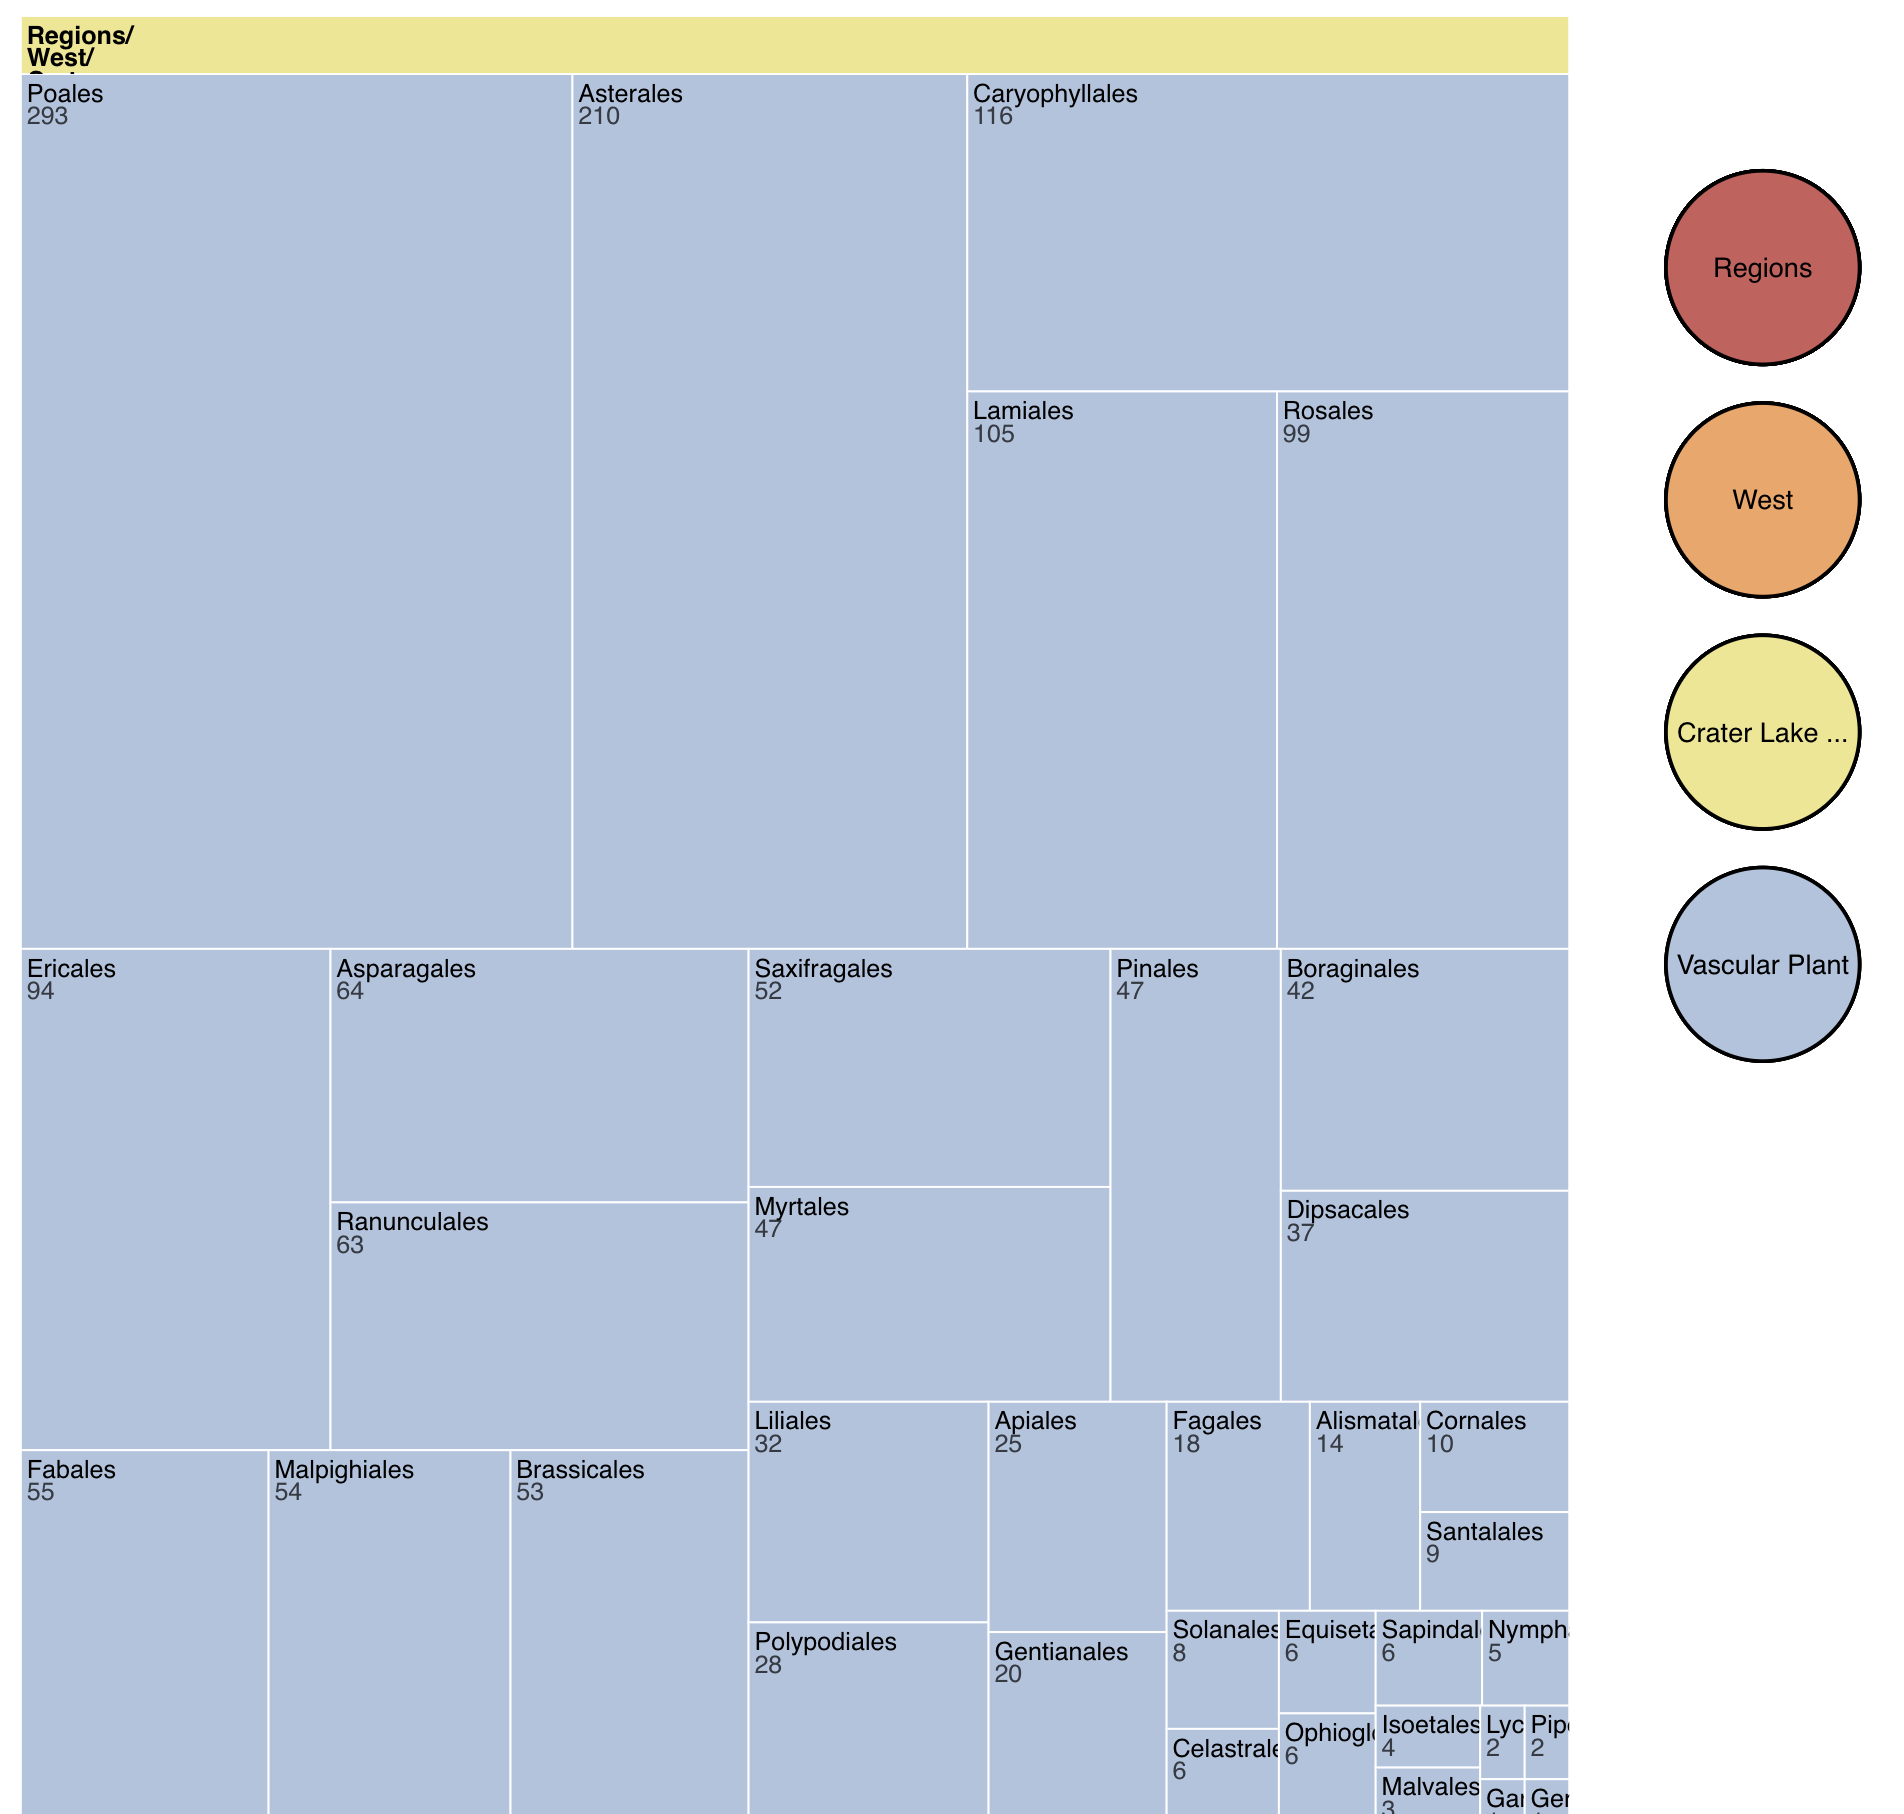 Regions/
West/
Poales
293
Asterales
210
Caryophyllales
116
Lamiales
105
Rosales
99
Ericales
94
Asparagales
64
Ranunculales
63
Saxifragales
52
Myrtales
47
Pinales
47
Boraginales
42
Dipsacales
37
Fabales
55
Malpighiales
54
Brassicales
53
Liliales
32
Polypodiales
28
Apiales
25
Gentianales
20
Fagales
18
Alismatal
14
Cornales
10
Santalales
9
Solanales
8
Celastrale
6
Equiseta
6
Ophioglo
6
Sapindal
6
Nympha
5
Isoetales
4
Malvales
3
Lyc
2
Pip
2
Gar
Ger
Regions
West
Crater Lake ...
Vascular Plant